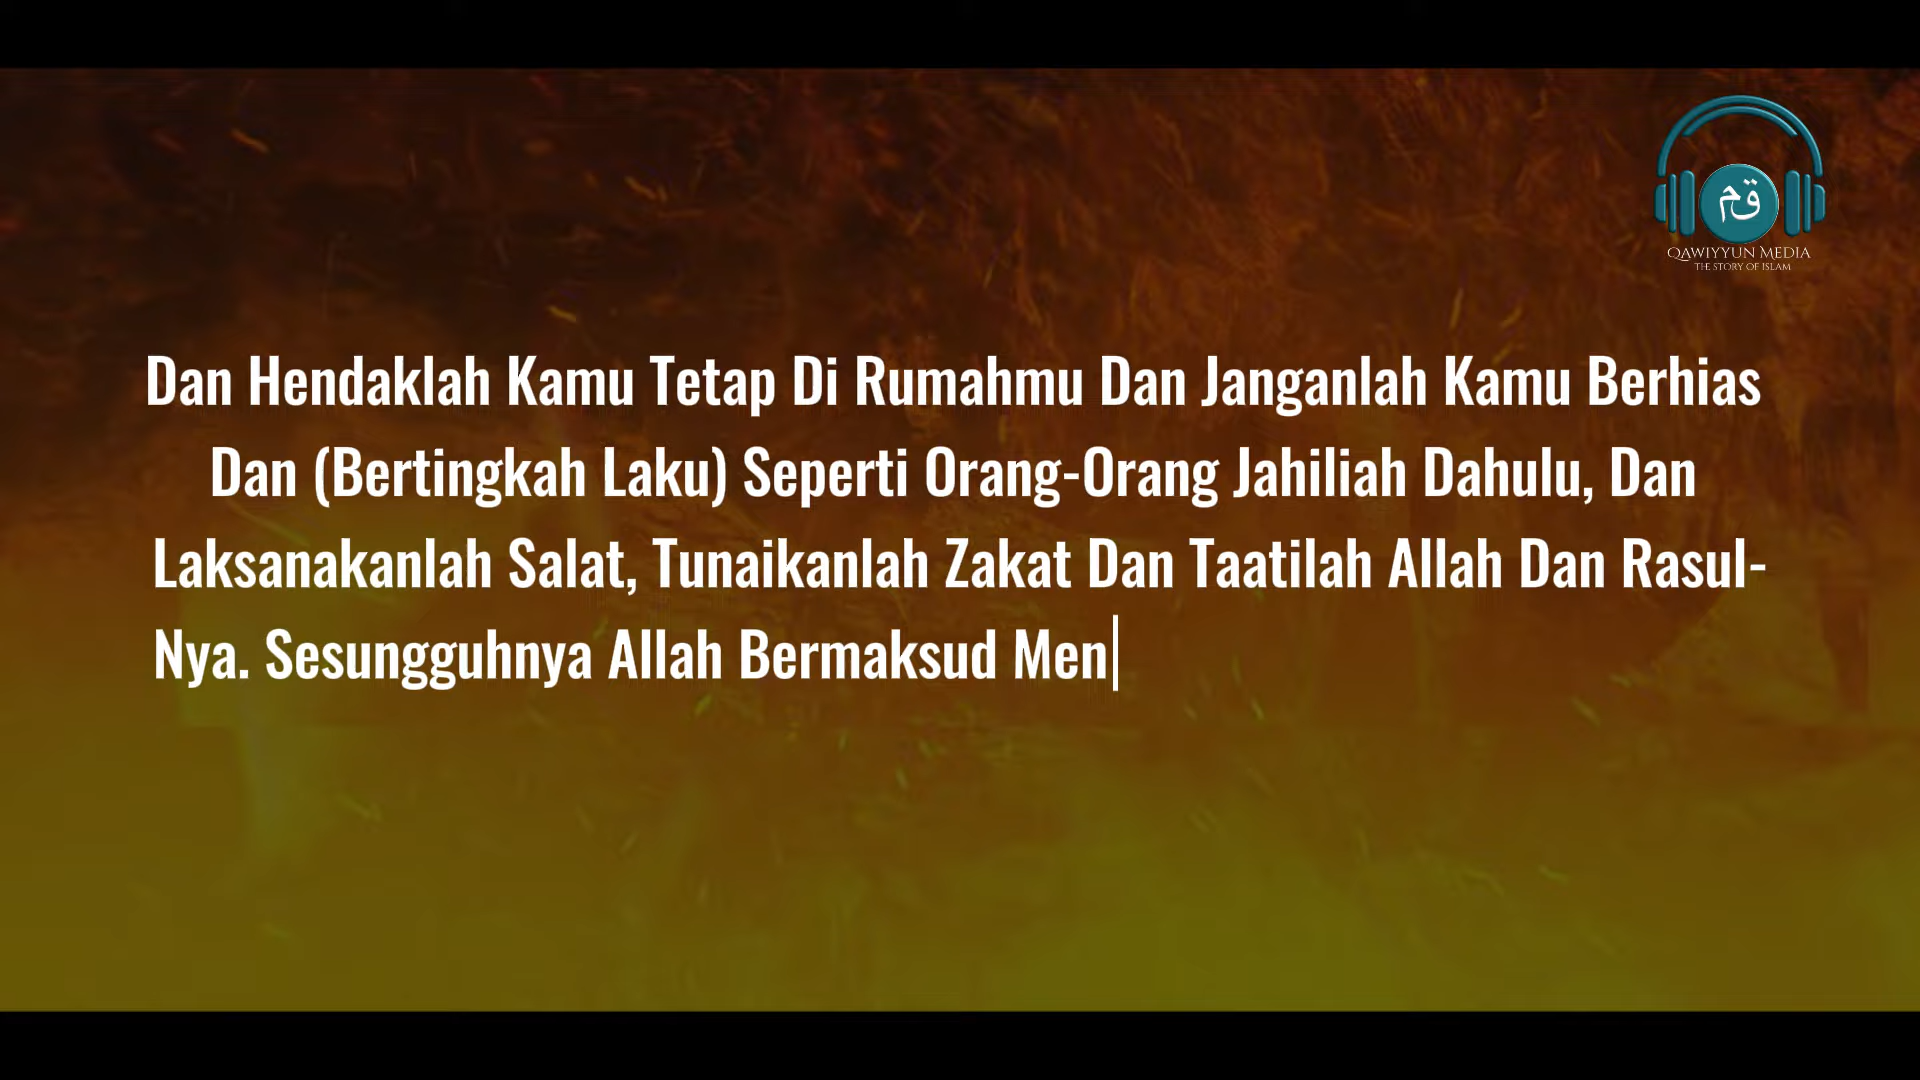 قم
QAWIYYUN MEDIA
THE STORY OF ISLAM
Dan Hendaklah Kamu Tetap Di Rumahmu Dan Janganlah Kamu Berhias
Dan (Bertingkah Laku) Seperti Orang-Orang Jahiliah Dahulu, Dan
Laksanakanlah Salat, Tunaikanlah Zakat Dan Taatilah Allah Dan Rasul-
Nya. Sesungguhnya Allah Bermaksud Men